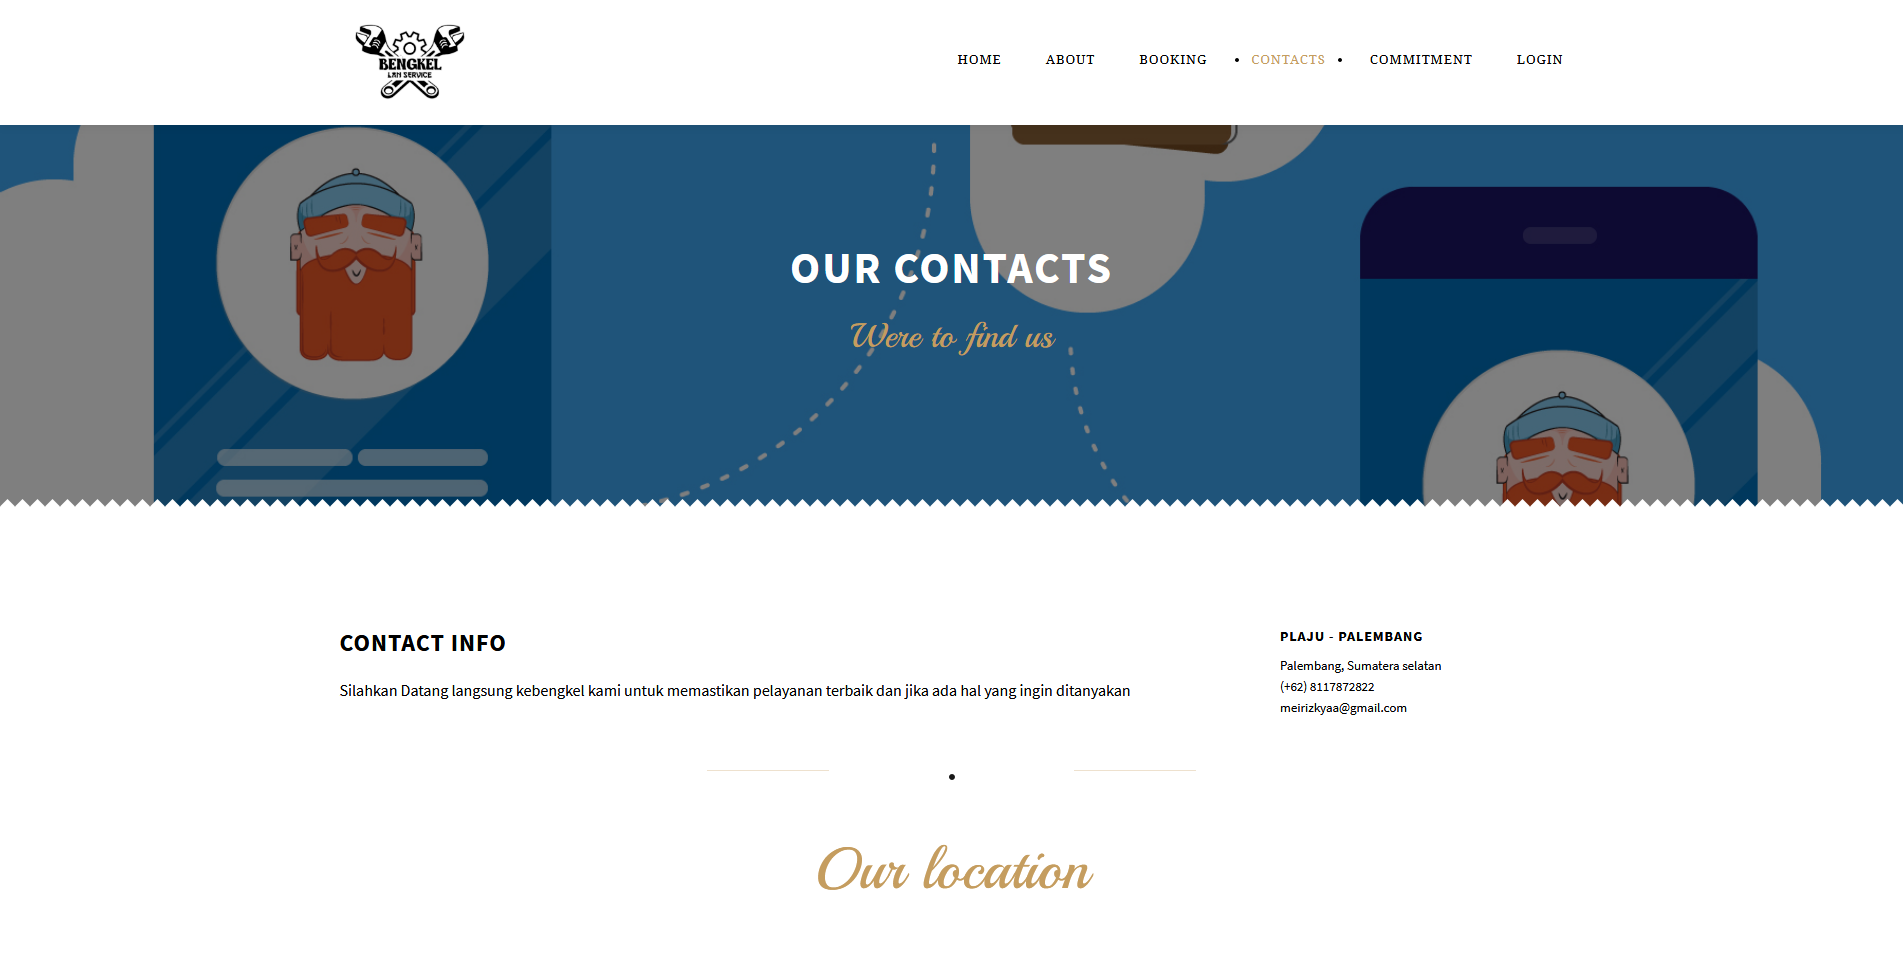 BENGKEL
LAN SERVICE
HOME
ABOUT
BOOKING
CONTACTS
COMMITMENT
LOGIN
OUR CONTACTS
Were to find us
CONTACT INFO
Silahkan Datang langsung kebengkel kami untuk memastikan pelayanan terbaik dan jika ada hal yang ingin ditanyakan
PLAJU - PALEMBANG
Palembang, Sumatera selatan
(+62) 8117872822
meirizkyaa@gmail.com
Our location